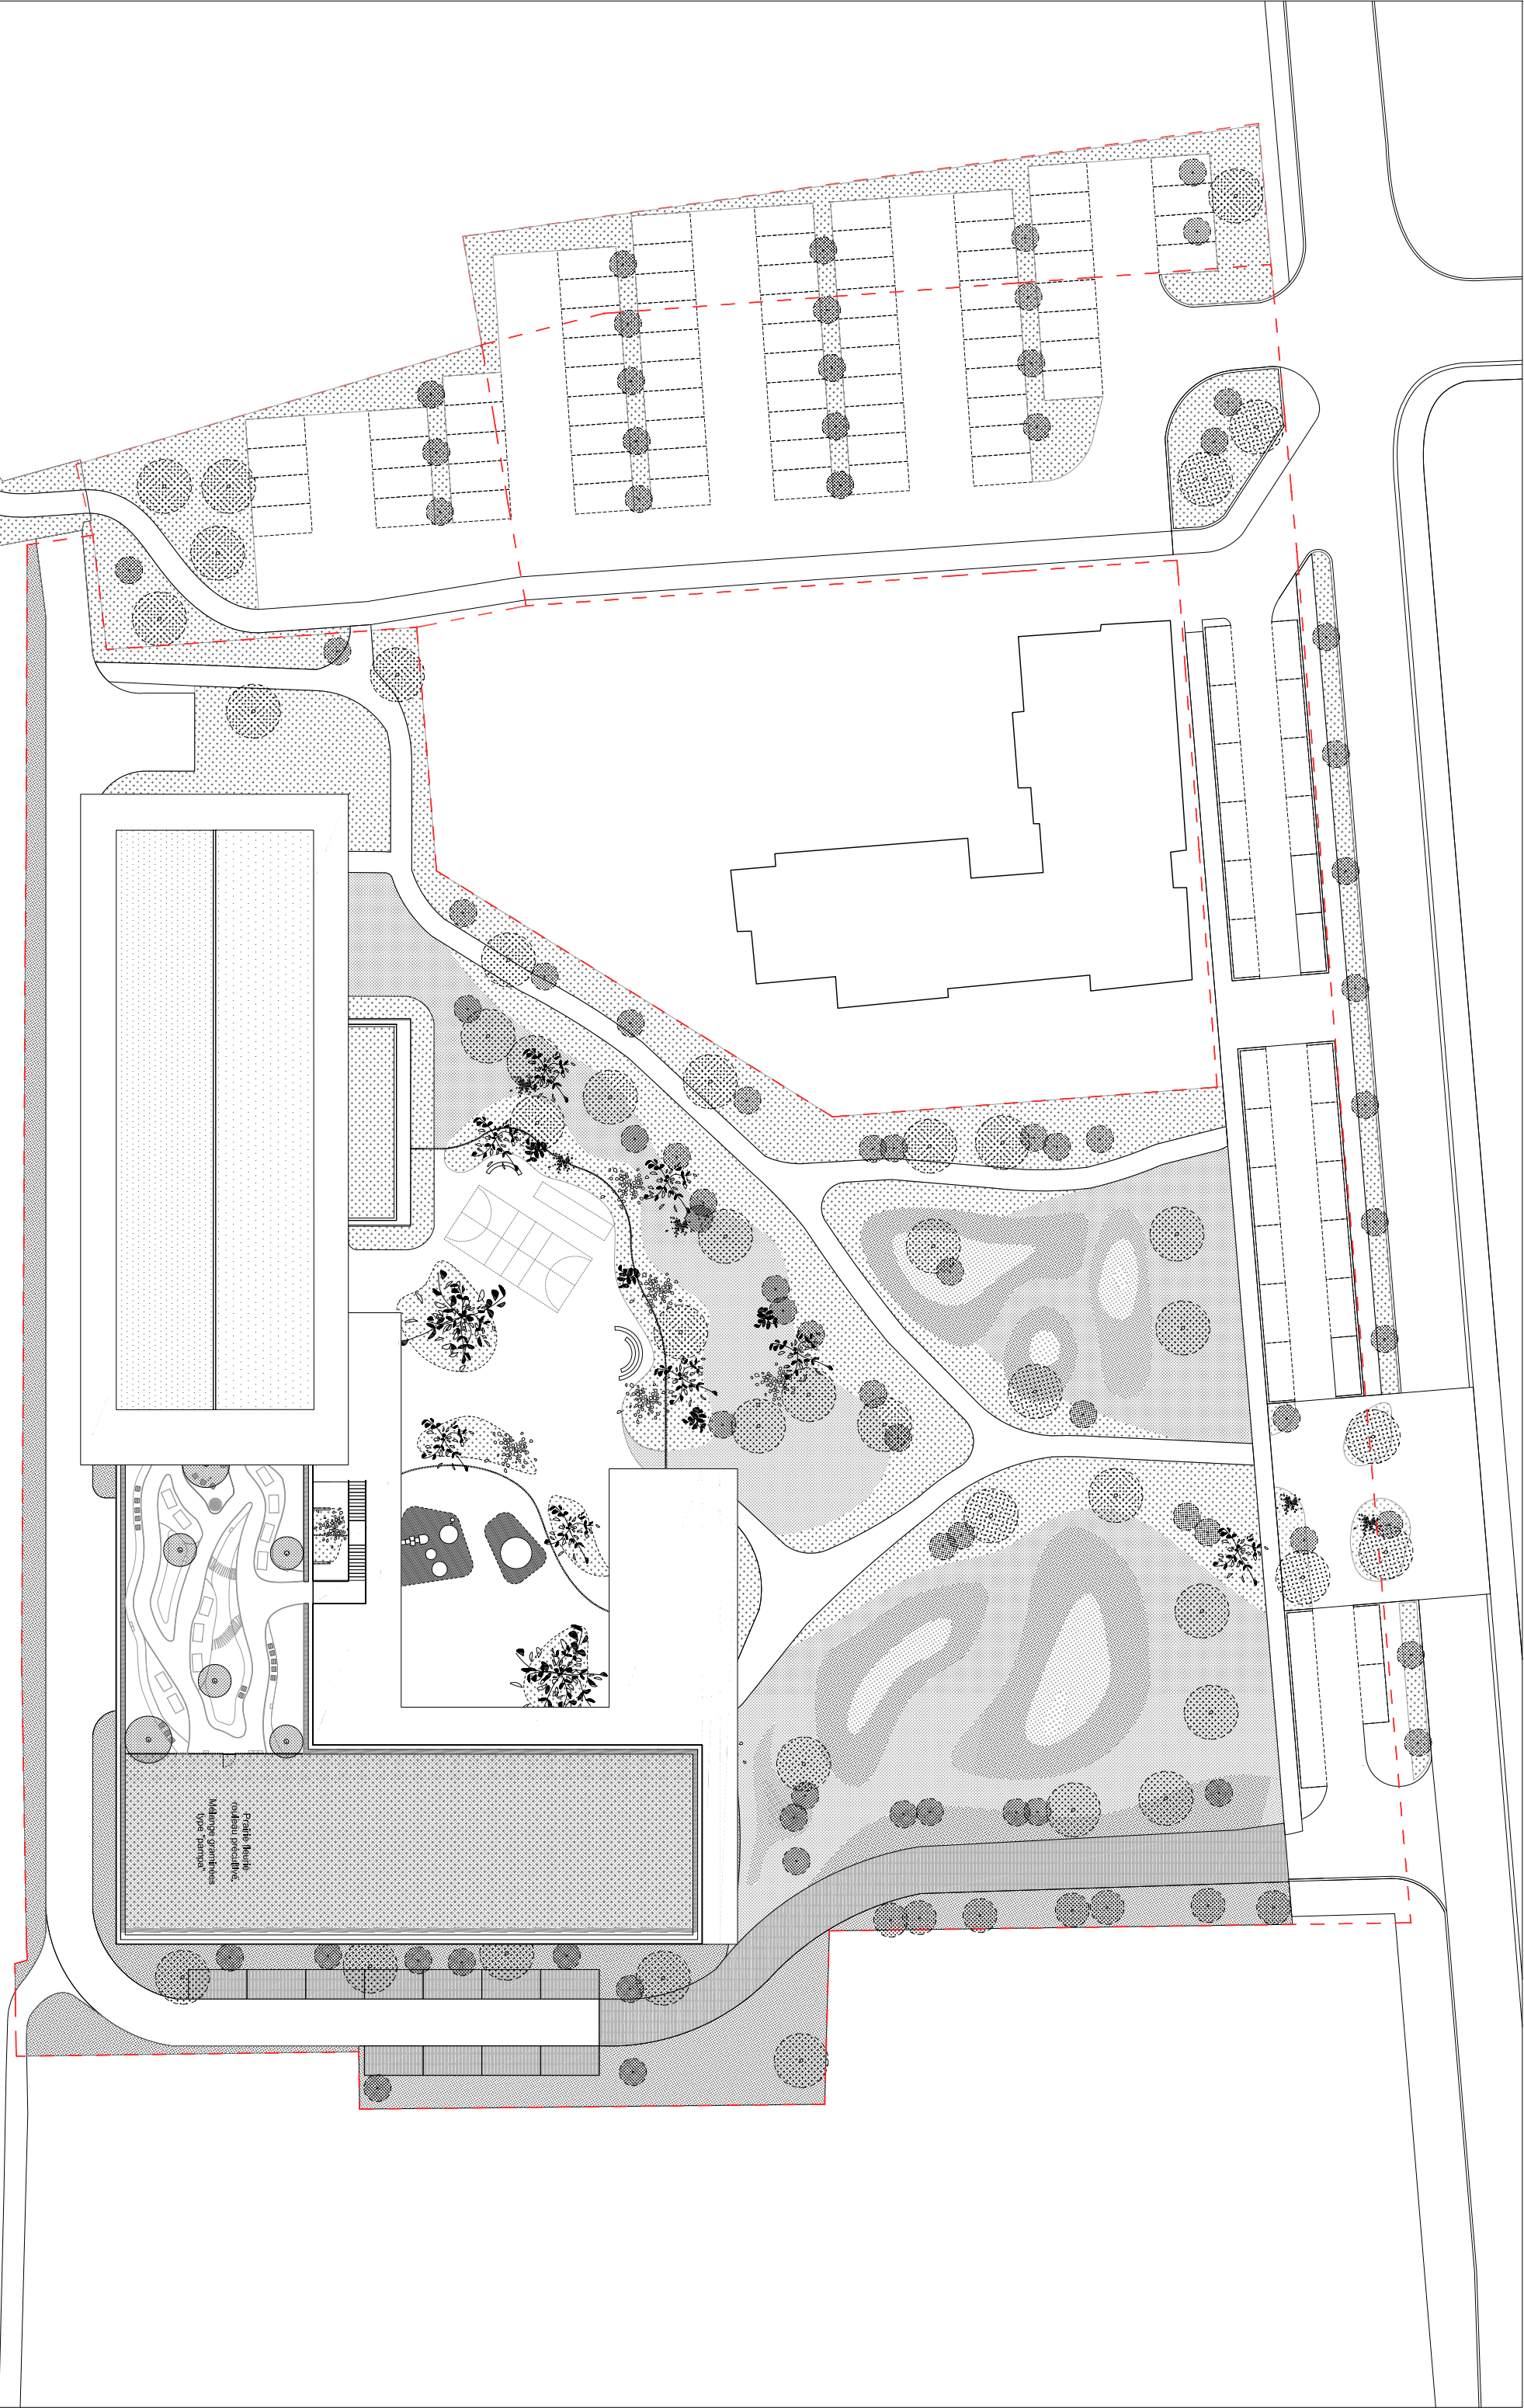 Prairie fleurie
rouleau précultivé.
Mélange graminées
type "pampa"